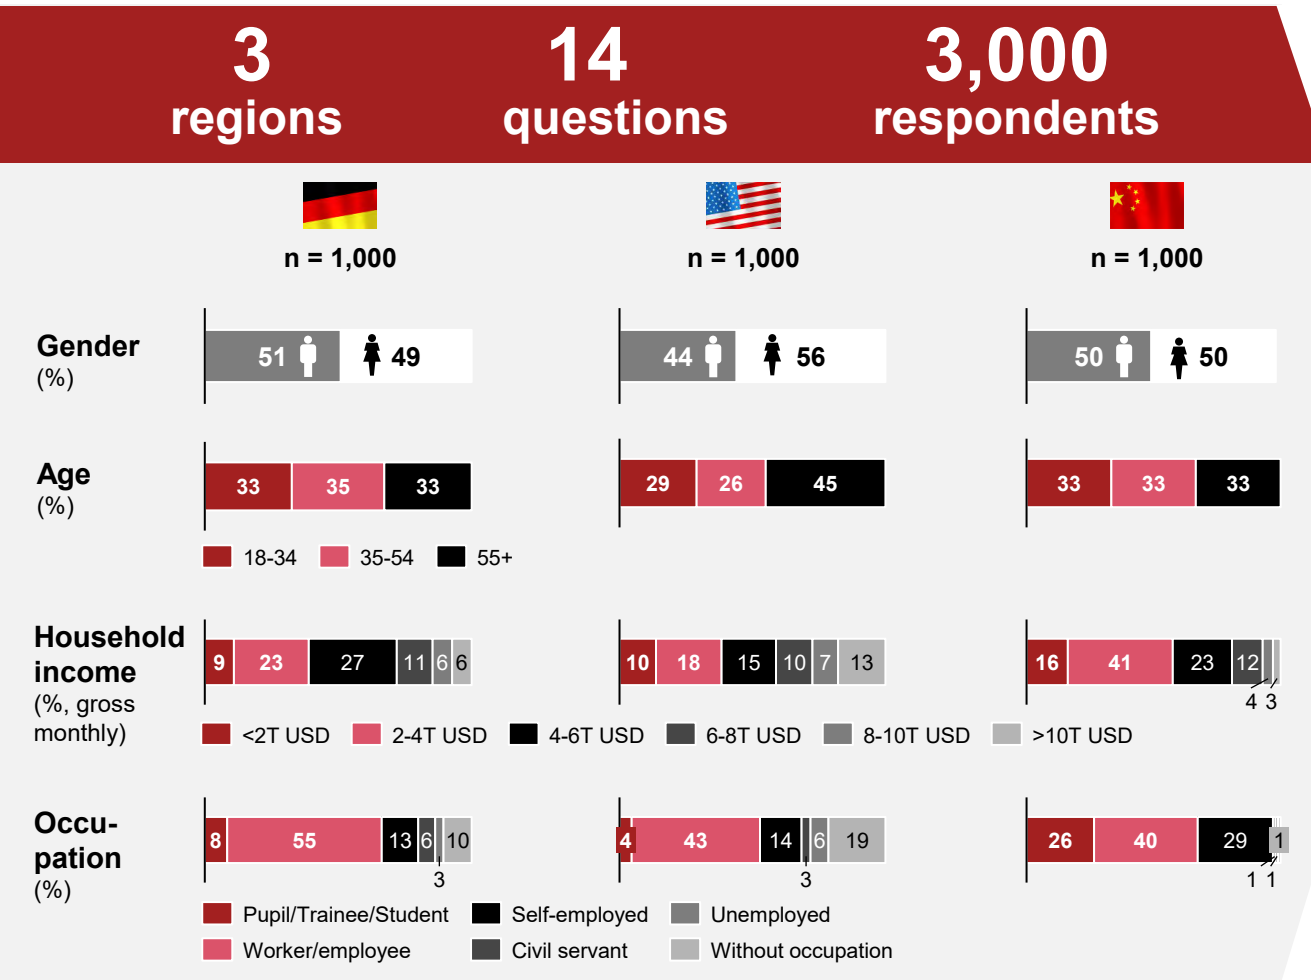 3 14 3,000
regions questions respondents
n = 1,000 n = 1,000 n = 1,000
Gender
(%)
51 49 44 56 50 50
Age
(%)
33 35 33 29 26 45 33 33 33
18-34 35-54 55+
Household
income
(%, gross
monthly)
9 23 27 11 6 6 10 18 15 10 7 13 16 41 23 12
4 3
<2T USD 2-4T USD 4-6T USD 6-8T USD 8-10T USD >10T USD
Occu-
pation
(%)
8 55 13 6 10 4 43 14 6 19 26 40 29 1
3 3 1 1
Pupil/Trainee/Student Self-employed Unemployed
Worker/employee Civil servant Without occupation